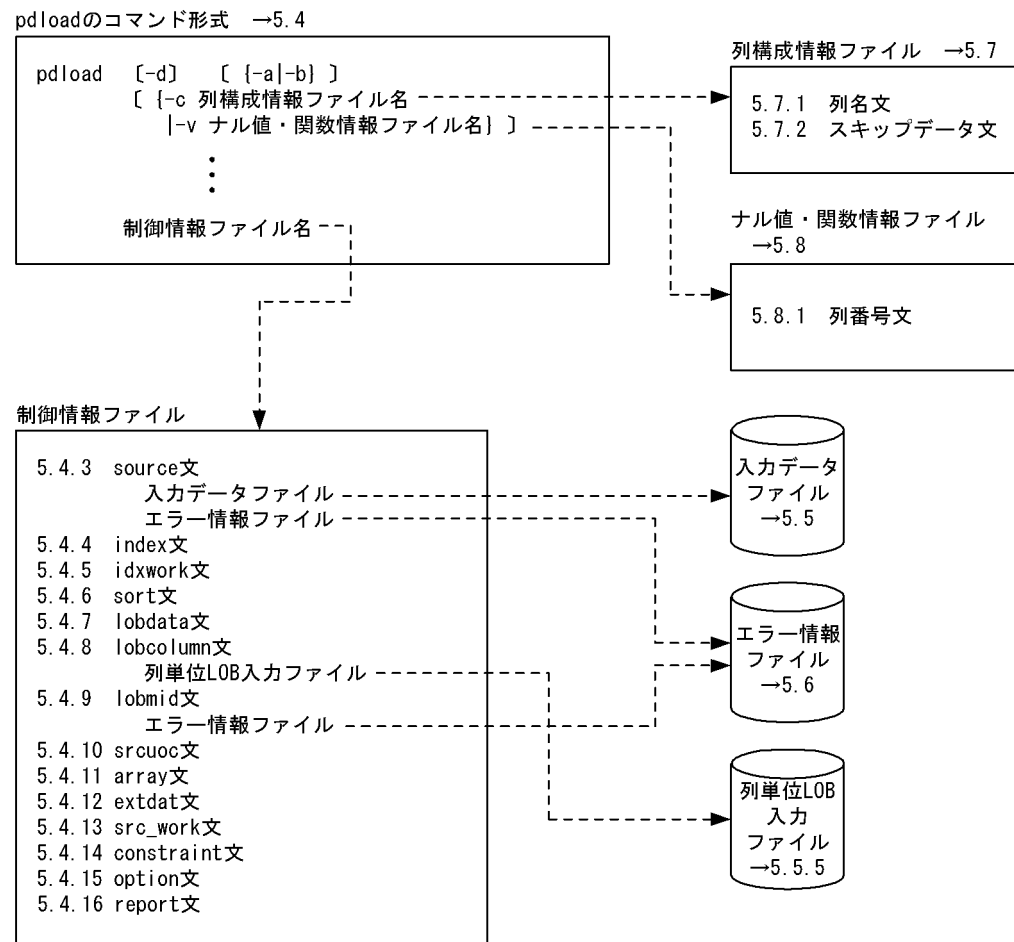 pdloadのコマンド形式　→5.4
pdload　〔-d〕　〔 {-a|-b} 〕
〔 {-c 列構成情報ファイル名
|-v ナル値・関数情報ファイル名} 〕
制御情報ファイル名
列構成情報ファイル　→5.7
5.7.1　列名文
5.7.2　スキップデータ文
ナル値・関数情報ファイル
→5.8
5.8.1　列番号文
制御情報ファイル
5.4.3　source文
入力データファイル
エラー情報ファイル
5.4.4　index文
5.4.5　idxwork文
5.4.6　sort文
5.4.7　lobdata文
5.4.8　lobcolumn文
列単位LOB入力ファイル
5.4.9　lobmid文
エラー情報ファイル
5.4.10 srcuoc文
5.4.11 array文
5.4.12 extdat文
5.4.13 src_work文
5.4.14 constraint文
5.4.15 option文
5.4.16 report文
入力データ
ファイル
→5.5
エラー情報
ファイル
→5.6
列単位LOB
入力
ファイル
→5.5.5